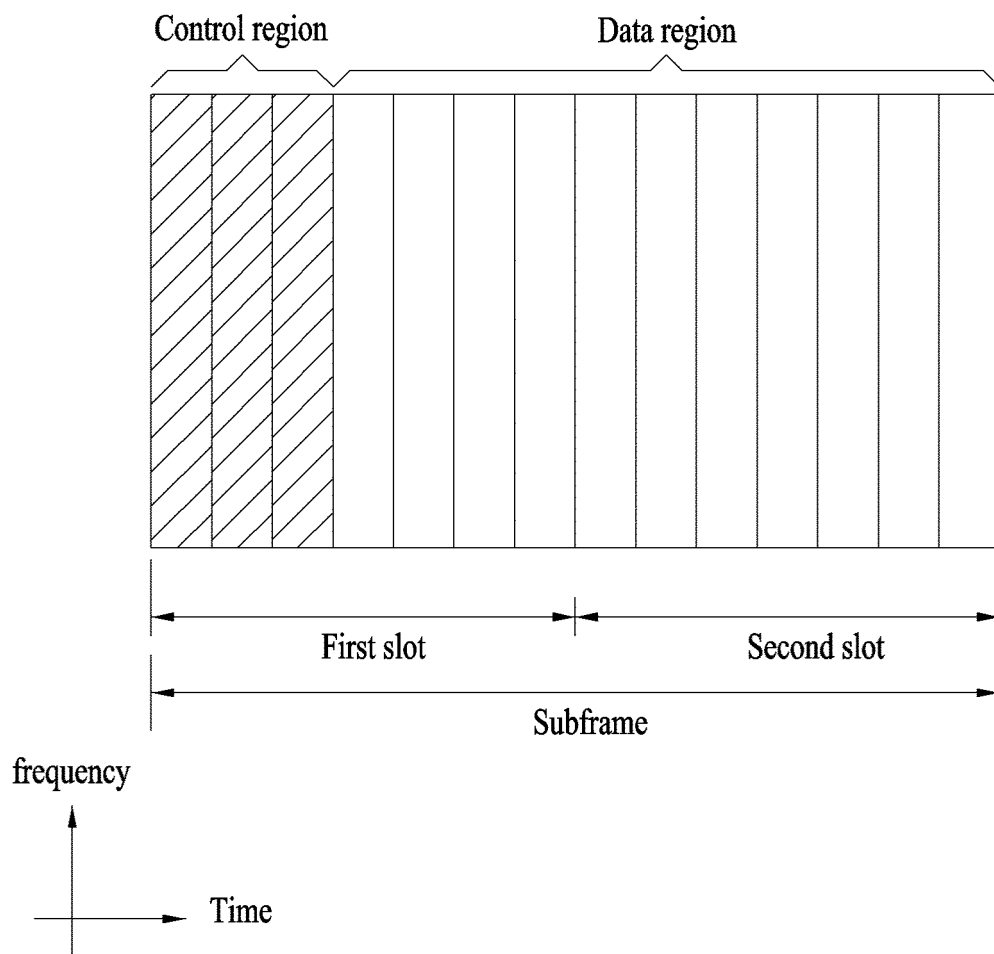 Control region
Data region
First slot
Second slot
Subframe
frequency
Time